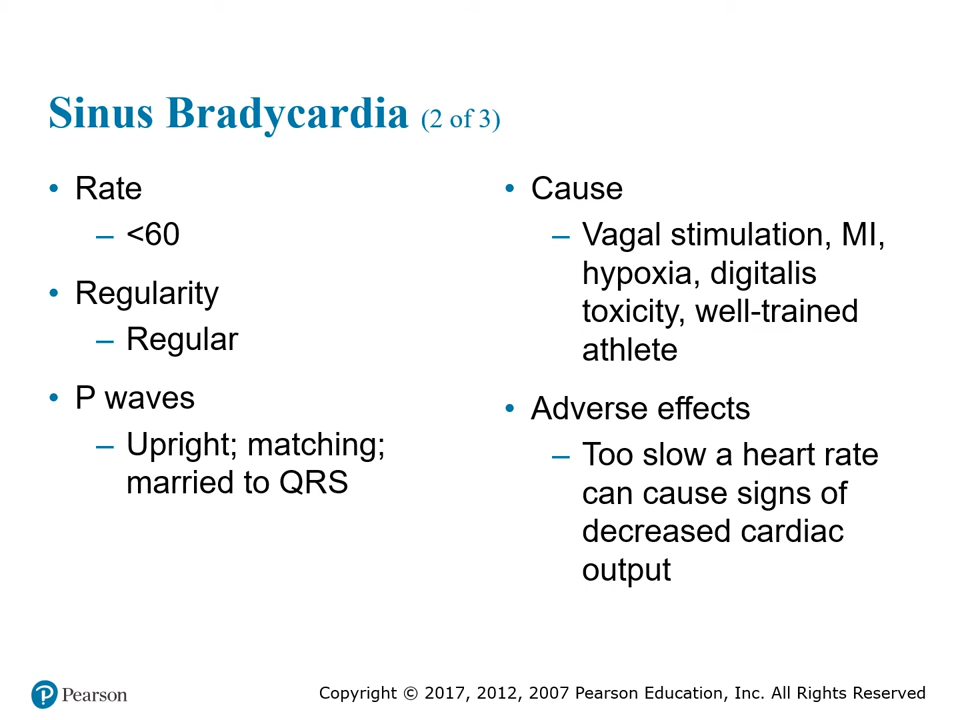 Sinus Bradycardia (2 of 3)
• Rate
– <60
• Regularity
– Regular
• P waves
– Upright; matching;
married to QRS
• Cause
– Vagal stimulation, MI,
hypoxia, digitalis
toxicity, well-trained
athlete
• Adverse effects
– Too slow a heart rate
can cause signs of
decreased cardiac
output
P Pearson
Copyright © 2017, 2012, 2007 Pearson Education, Inc. All Rights Reserved